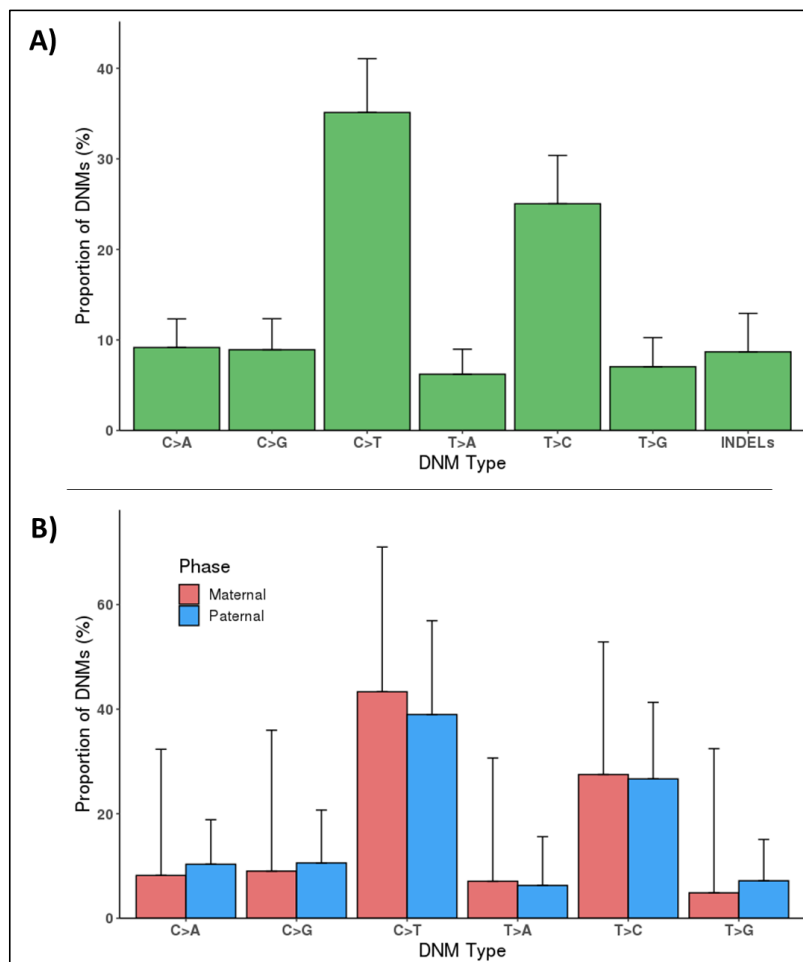 A)
Proportion of DNMs (%)
40
30
20
10
0
C>A C>G C>T T>A T>C T>G INDELs
DNM Type
B)
Proportion of DNMs (%)
Phase
Maternal
Paternal
60
40
20
0
C>A C>G C>T T>A T>C T>G
DNM Type